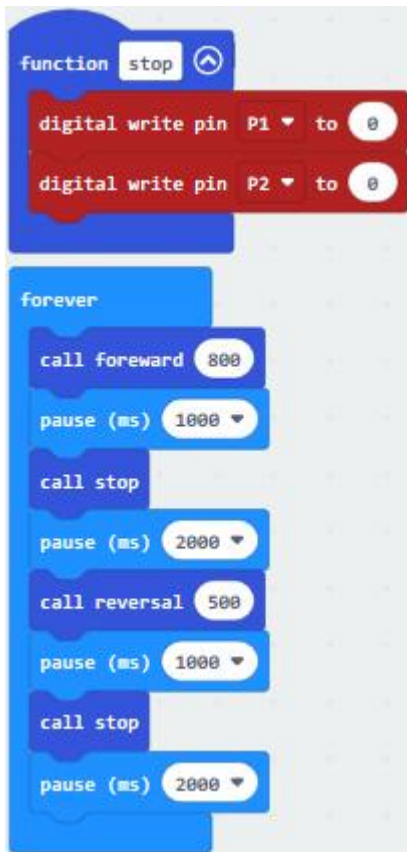 function stop
digital write pin P1 to 0
digital write pin P2 to 0
forever
call foreward 800
pause (ms) 1000
call stop
pause (ms) 2000
call reversal 500
pause (ms) 1000
call stop
pause (ms) 2000